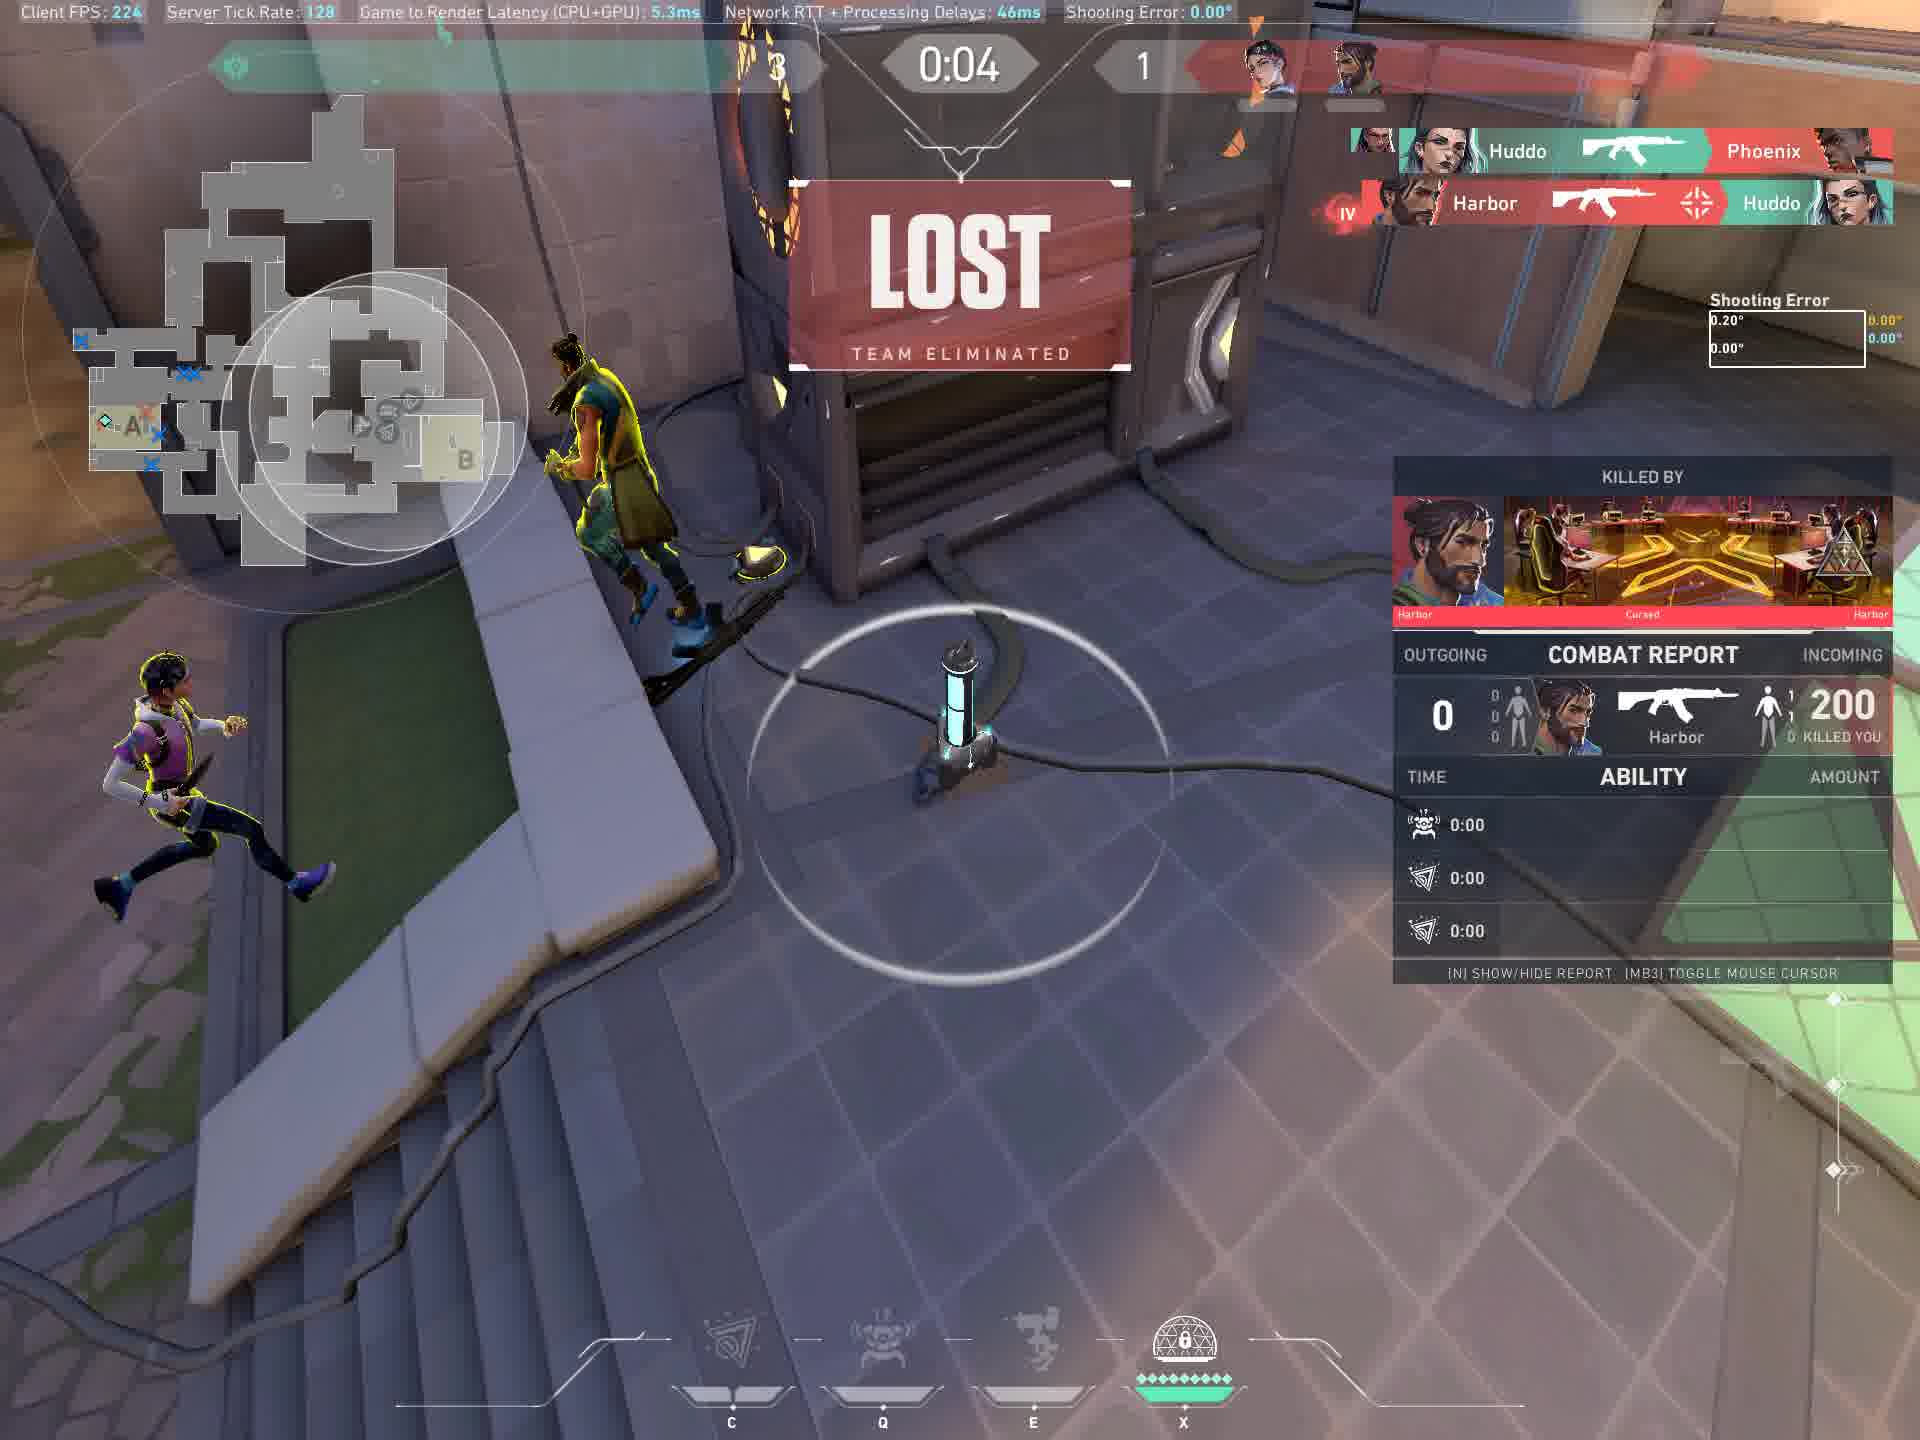 Client FPS: 224 Server Tick Rate: 128 Game to Render Latency (CPU+GPU): 5.3ms Network RTT + Processing Delays: 46ms Shooting Error: 0.00°
3 0:04 1
Huddo Phoenix
IV Harbor Huddo
LOST
TEAM ELIMINATED
Shooting Error
0.20° 0.00°
0.00°
0.00°
A
B
KILLED BY
Harbor Cursed Harbor
OUTGOING COMBAT REPORT INCOMING
0 0 0 0 Harbor 1 1 0 200 KILLED YOU
TIME ABILITY AMOUNT
0:00
0:00
0:00
[N] SHOW/HIDE REPORT [MB3] TOGGLE MOUSE CURSOR
C Q E X